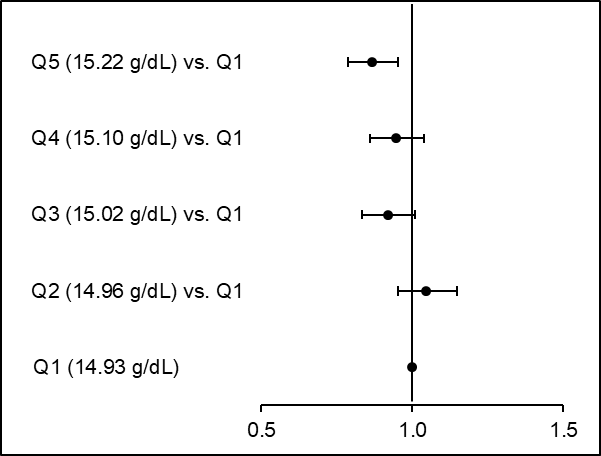 Q5 (15.22 g/dL) vs. Q1
Q4 (15.10 g/dL) vs. Q1
Q3 (15.02 g/dL) vs. Q1
Q2 (14.96 g/dL) vs. Q1
Q1 (14.93 g/dL)
0.5 1.0 1.5